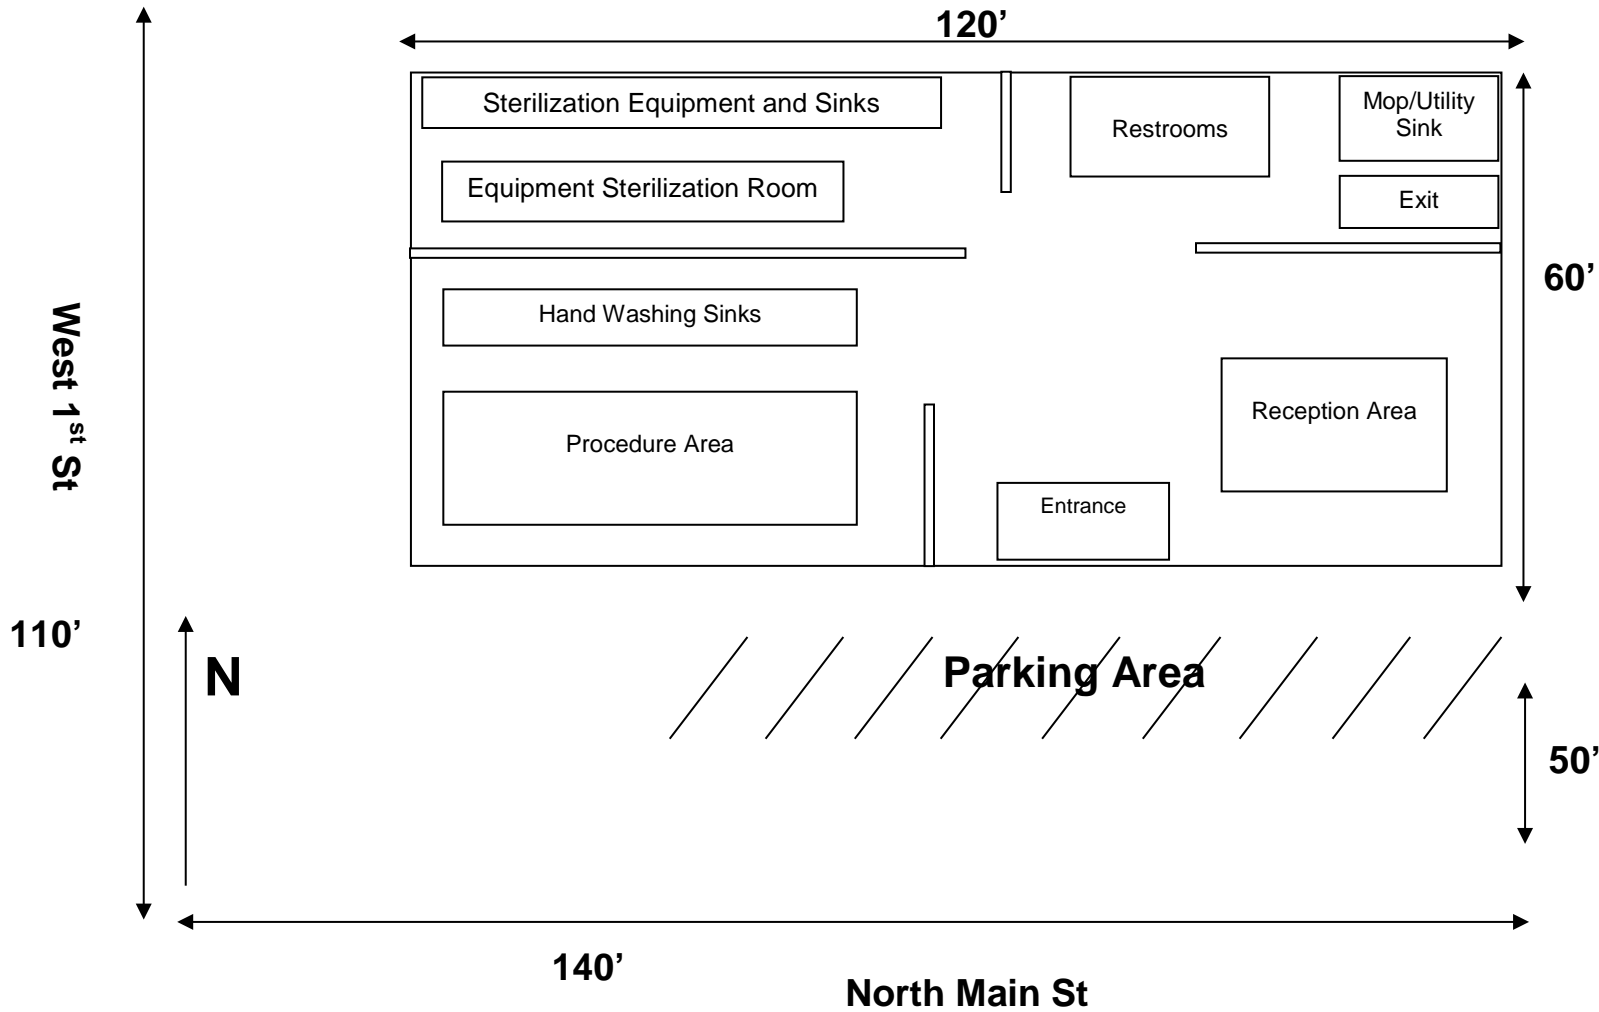 120’
Sterilization Equipment and Sinks
Restrooms
Mop/Utility
Sink
Equipment Sterilization Room
Exit
60’
Hand Washing Sinks
West 1st St
Reception Area
Procedure Area
Entrance
110’
N
Parking Area
50’
140’
North Main St